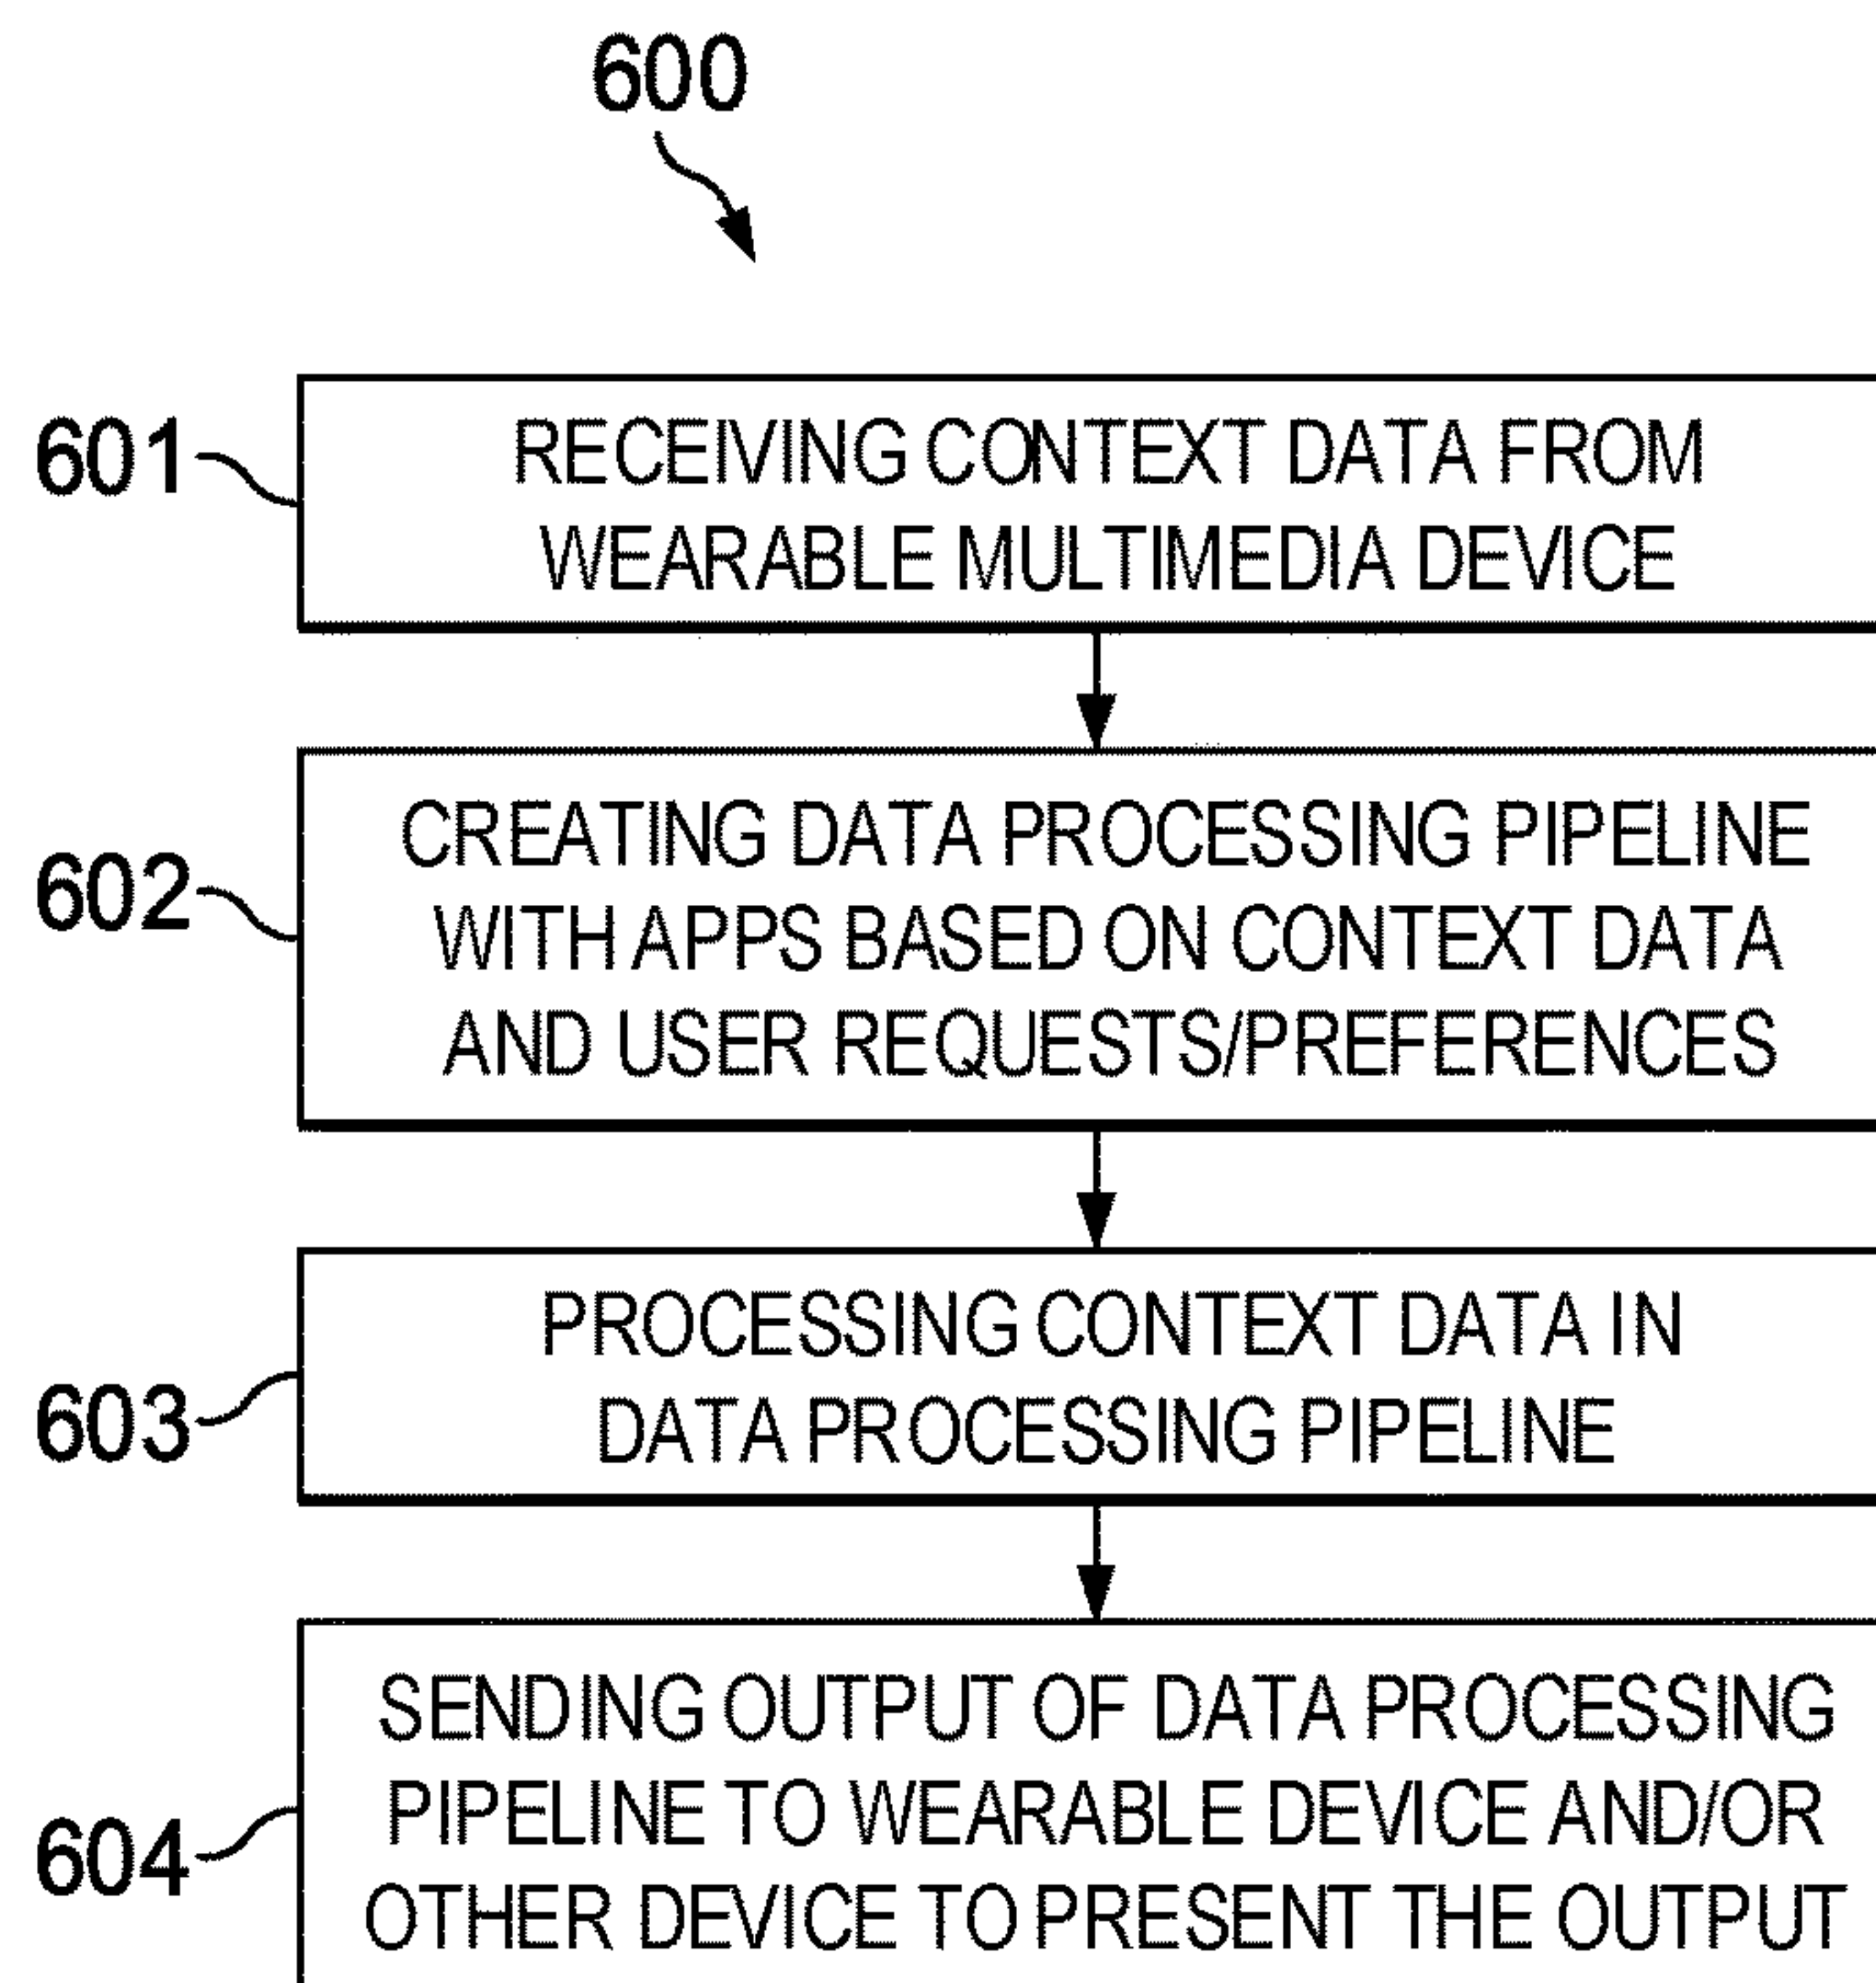 600
601
RECEIVING CONTEXT DATA FROM
WEARABLE MULTIMEDIA DEVICE
602
CREATING DATA PROCESSING PIPELINE
WITH APPS BASED ON CONTEXT DATA
AND USER REQUESTS/PREFERENCES
603
PROCESSING CONTEXT DATA IN
DATA PROCESSING PIPELINE
604
SENDING OUTPUT OF DATA PROCESSING
PIPELINE TO WEARABLE DEVICE AND/OR
OTHER DEVICE TO PRESENT THE OUTPUT